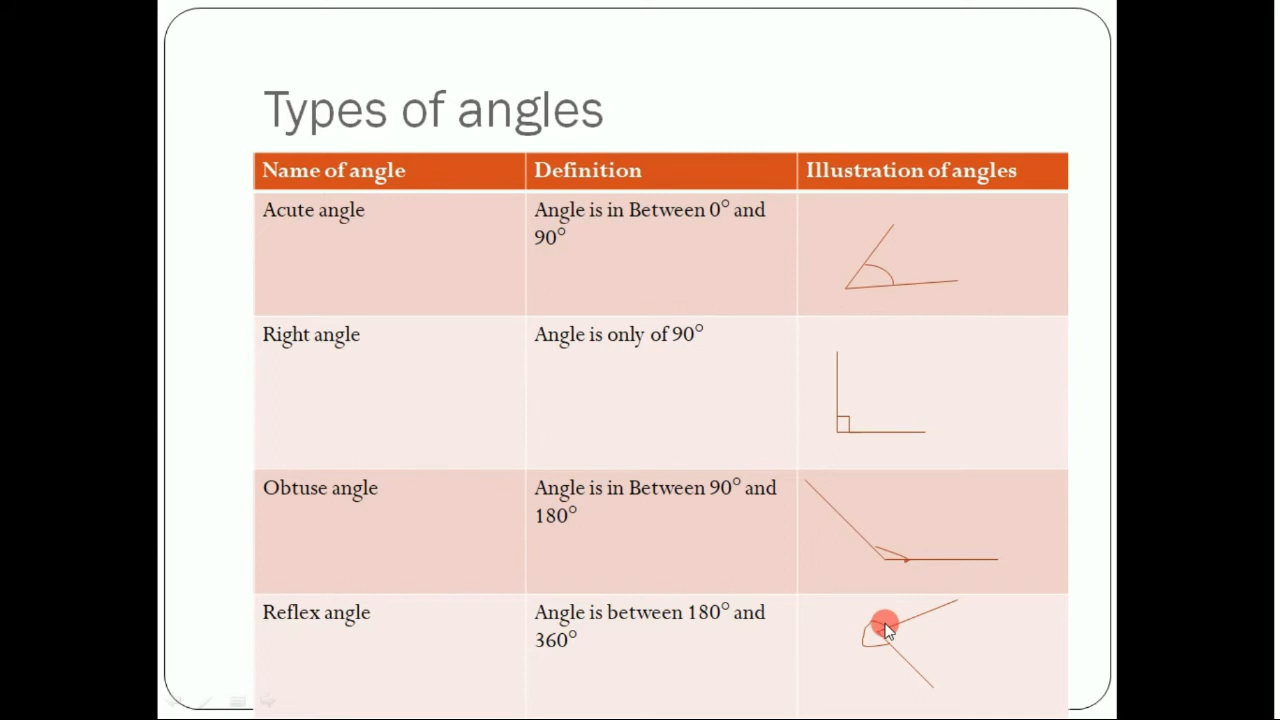 Types of angles
Name of angle
Definition
Illustration of angles
Acute angle
Angle is in Between 0° and
90°
Right angle
Angle is only of 90°
Obtuse angle
Angle is in Between 90° and
180°
Reflex angle
Angle is between 180° and
360°